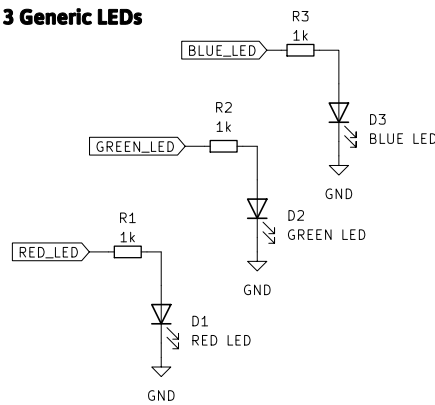 3 Generic LEDs
R3
1k
BLUE_LED
D3
BLUE LED
GND
R2
1k
GREEN_LED
D2
GREEN LED
GND
R1
1k
RED_LED
D1
RED LED
GND